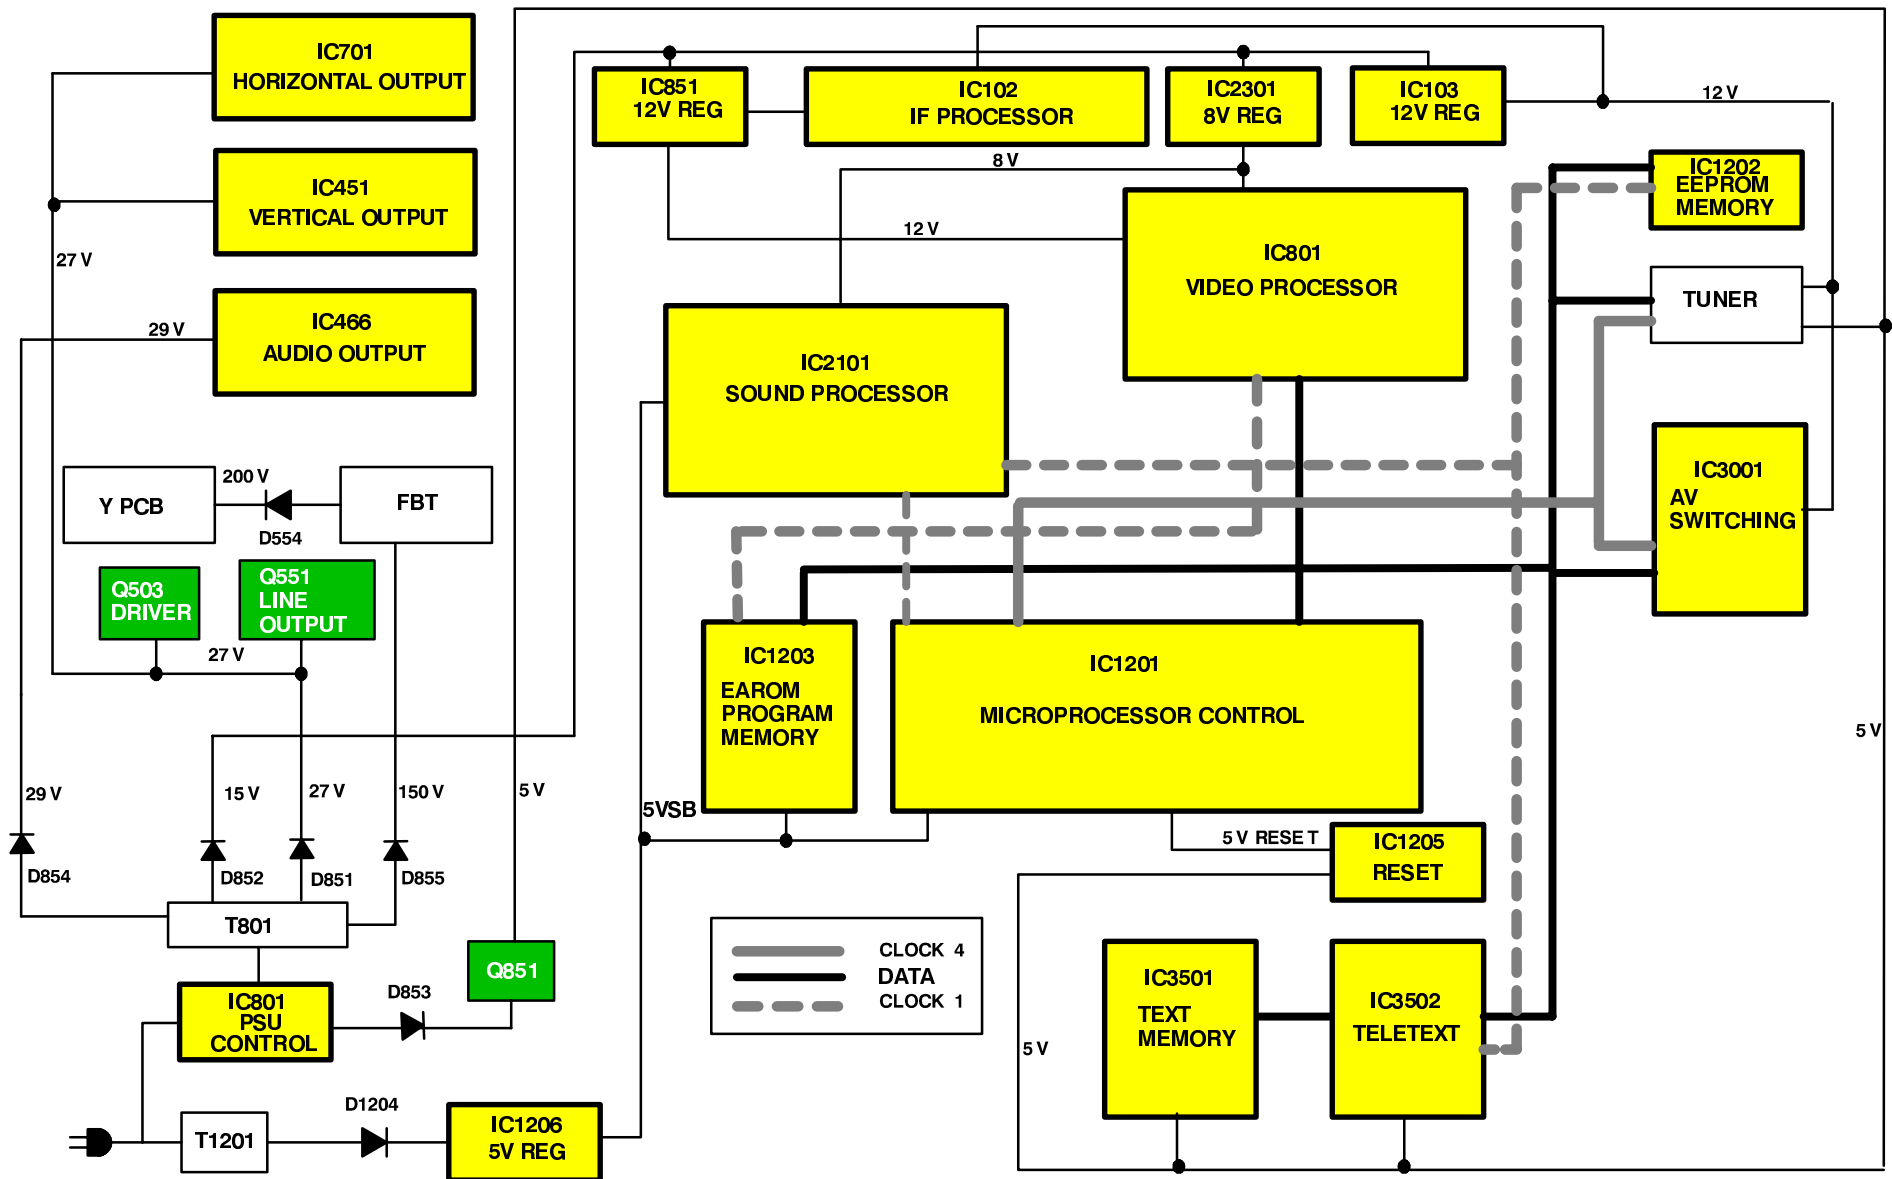 IC701
HORIZONTAL OUTPUT
IC851
12V REG
IC102
IF PROCESSOR
IC2301
8V REG
IC103
12V REG
12 V
8 V
IC451
VERTICAL OUTPUT
IC1202
EEPROM
MEMORY
27 V
12 V
IC801
VIDEO PROCESSOR
TUNER
29 V
IC466
AUDIO OUTPUT
IC2101
SOUND PROCESSOR
IC3001
AV
SWITCHING
Y PCB
200 V
D554
FBT
Q503
DRIVER
Q551
LINE
OUTPUT
27 V
IC1203
EAROM
PROGRAM
MEMORY
IC1201
MICROPROCESSOR CONTROL
5 V
29 V
15 V
27 V
150 V
5 V
5VSB
5 V RESET
IC1205
RESET
D854
D852
D851
D855
T801
Q851
CLOCK 4
DATA
CLOCK 1
IC3501
TEXT
MEMORY
IC3502
TELETEXT
IC801
PSU
CONTROL
D853
5 V
D1204
T1201
IC1206
5V REG